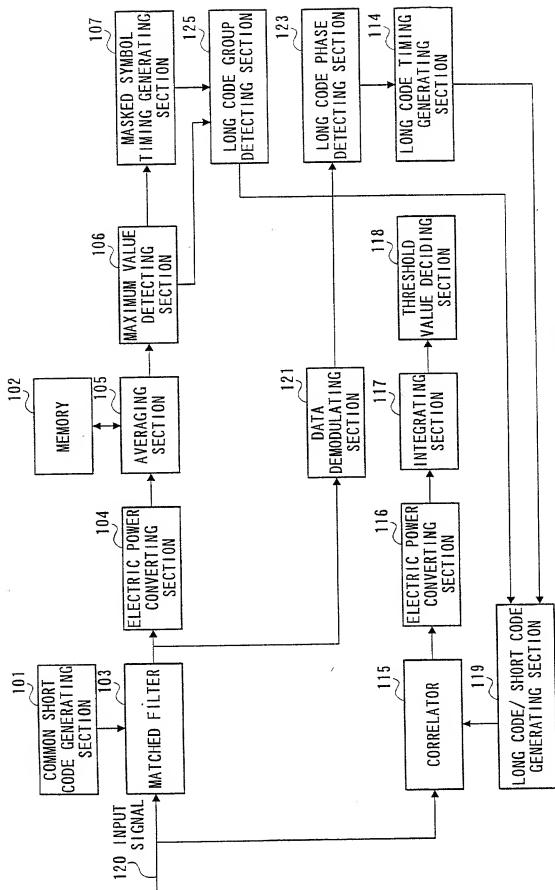 101
COMMON SHORT
CODE GENERATING
SECTION
102
MEMORY
103
MATCHED FILTER
104
ELECTRIC POWER
CONVERTING
SECTION
105
AVERAGING
SECTION
106
MAXIMUM VALUE
DETECTING
SECTION
107
MASKED SYMBOL
TIMING GENERATING
SECTION
125
LONG CODE GROUP
DETECTING SECTION
120
INPUT
SIGNAL
121
DATA
DEMODULATING
SECTION
123
LONG CODE PHASE
DETECTING SECTION
114
LONG CODE TIMING
GENERATING
SECTION
115
CORRELATOR
116
ELECTRIC POWER
CONVERTING
SECTION
117
INTEGRATING
SECTION
118
THRESHOLD
VALUE DECIDING
SECTION
119
LONG CODE/ SHORT CODE
GENERATING SECTION